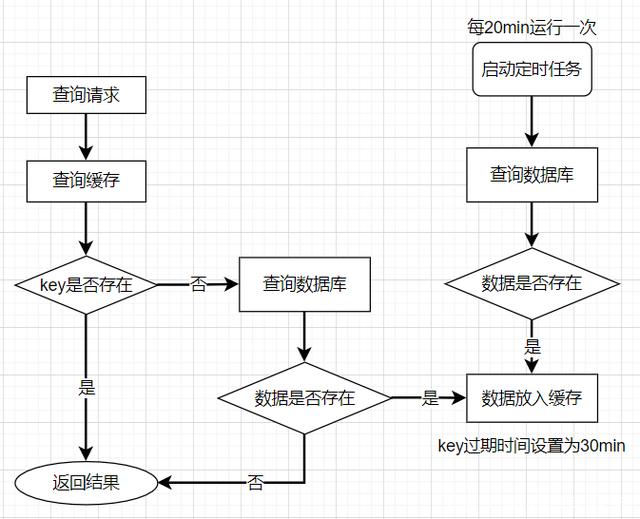 每20min运行一次
启动定时任务
查询请求
查询缓存
查询数据库
key是否存在
否
查询数据库
数据是否存在
是
是
数据是否存在
是
数据放入缓存
key过期时间设置为30min
返回结果
否